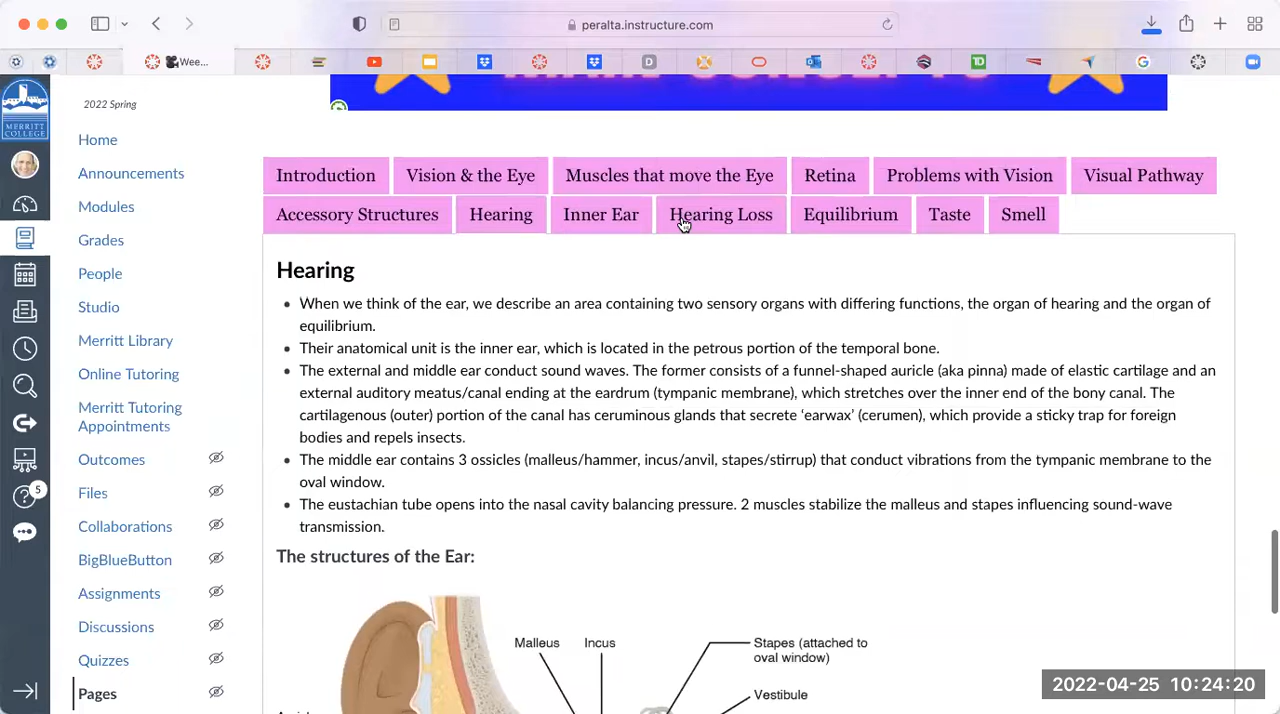 peralta.instructure.com
Wee...
MERRITT
COLLEGE
2022 Spring
Home
Announcements
Modules
Grades
People
Studio
Merritt Library
Online Tutoring
Merritt Tutoring
Appointments
Outcomes
Files
Collaborations
BigBlueButton
Assignments
Discussions
Quizzes
Pages
5
Introduction Vision & the Eye Muscles that move the Eye Retina Problems with Vision Visual Pathway
Accessory Structures Hearing Inner Ear Hearing Loss Equilibrium Taste Smell
Hearing
• When we think of the ear, we describe an area containing two sensory organs with differing functions, the organ of hearing and the organ of
equilibrium.
• Their anatomical unit is the inner ear, which is located in the petrous portion of the temporal bone.
• The external and middle ear conduct sound waves. The former consists of a funnel-shaped auricle (aka pinna) made of elastic cartilage and an
external auditory meatus/canal ending at the eardrum (tympanic membrane), which stretches over the inner end of the bony canal. The
cartilagenous (outer) portion of the canal has ceruminous glands that secrete ‘earwax’ (cerumen), which provide a sticky trap for foreign
bodies and repels insects.
• The middle ear contains 3 ossicles (malleus/hammer, incus/anvil, stapes/stirrup) that conduct vibrations from the tympanic membrane to the
oval window.
• The eustachian tube opens into the nasal cavity balancing pressure. 2 muscles stabilize the malleus and stapes influencing sound-wave
transmission.
The structures of the Ear:
Malleus Incus Stapes (attached to
oval window)
Vestibule
2022-04-25 10:24:20